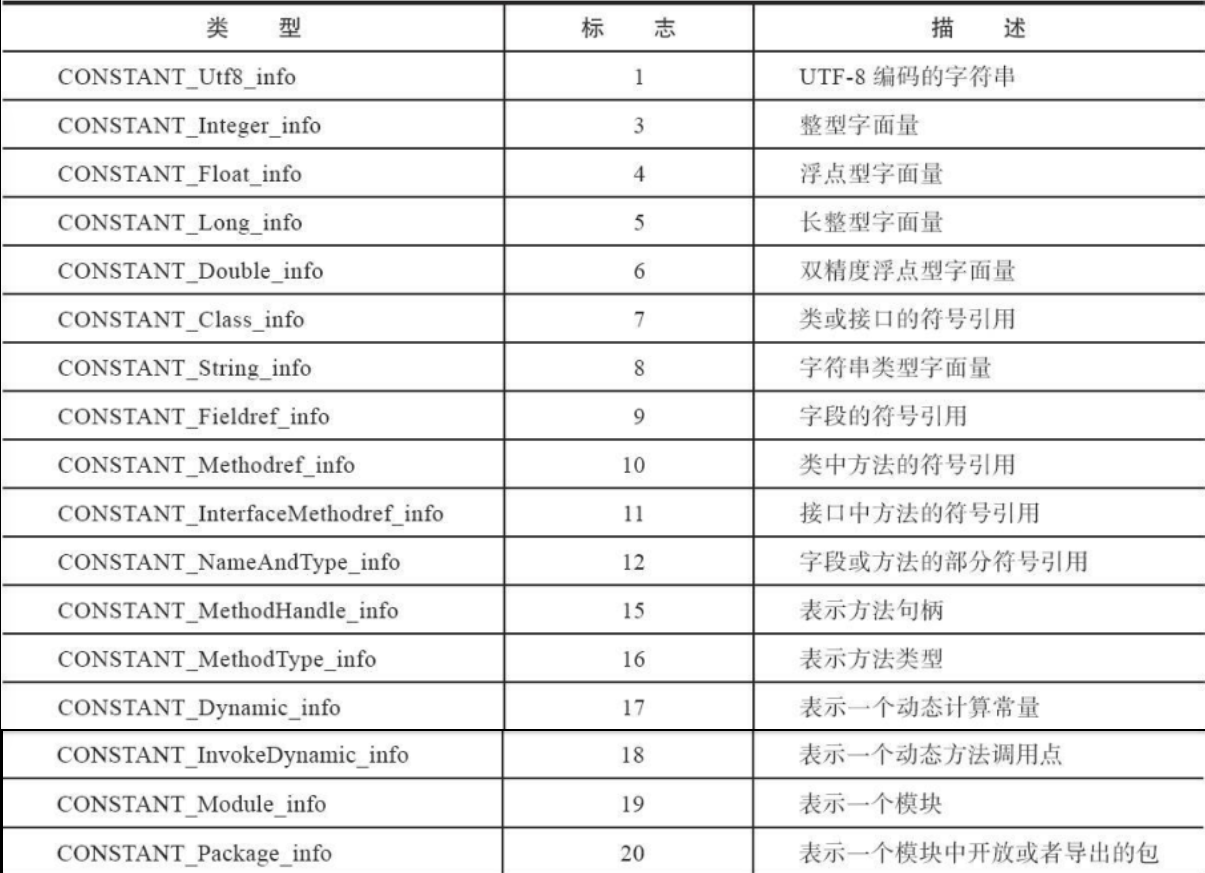 类型 标志 描述
CONSTANT_Utf8_info 1 UTF-8 编码的字符串
CONSTANT_Integer_info 3 整型字面量
CONSTANT_Float_info 4 浮点型字面量
CONSTANT_Long_info 5 长整型字面量
CONSTANT_Double_info 6 双精度浮点型字面量
CONSTANT_Class_info 7 类或接口的符号引用
CONSTANT_String_info 8 字符串类型字面量
CONSTANT_Fieldref_info 9 字段的符号引用
CONSTANT_Methodref_info 10 类中方法的符号引用
CONSTANT_InterfaceMethodref_info 11 接口中方法的符号引用
CONSTANT_NameAndType_info 12 字段或方法的部分符号引用
CONSTANT_MethodHandle_info 15 表示方法句柄
CONSTANT_MethodType_info 16 表示方法类型
CONSTANT_Dynamic_info 17 表示一个动态计算常量
CONSTANT_InvokeDynamic_info 18 表示一个动态方法调用点
CONSTANT_Module_info 19 表示一个模块
CONSTANT_Package_info 20 表示一个模块中开放或者导出的包